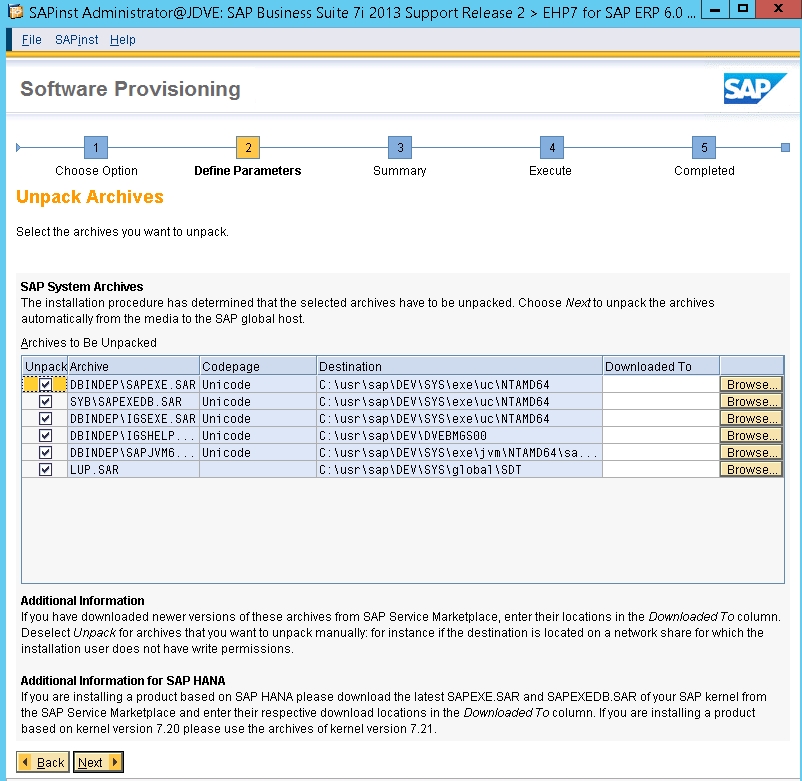 SAPinst Administrator@JDVE: SAP Business Suite 7i 2013 Support Release 2 > EHP7 for SAP ERP 6.0 ...
File SAPinst Help
Software Provisioning
SAP
1 2 3 4 5
Choose Option Define Parameters Summary Execute Completed
Unpack Archives
Select the archives you want to unpack.
SAP System Archives
The installation procedure has determined that the selected archives have to be unpacked. Choose Next to unpack the archives
automatically from the media to the SAP global host.
Archives to Be Unpacked
Unpack Archive Codepage Destination Downloaded To
DBINDEP\SAPEXE.SAR Unicode C:\usr\sap\DEV\SYS\exe\uc\NTAMD64 Browse...
SYB\SAPEXEDB.SAR Unicode C:\usr\sap\DEV\SYS\exe\uc\NTAMD64 Browse...
DBINDEP\IGSEXE.SAR Unicode C:\usr\sap\DEV\SYS\exe\uc\NTAMD64 Browse...
DBINDEP\IGSHELP... Unicode C:\usr\sap\DEV\DVEBMGS00 Browse...
DBINDEP\SAPJVM6... Unicode C:\usr\sap\DEV\SYS\exe\jvm\NTAMD64\sa... Browse...
LUP.SAR C:\usr\sap\DEV\SYS\global\SDT Browse...
Additional Information
If you have downloaded newer versions of these archives from SAP Service Marketplace, enter their locations in the Downloaded To column.
Deselect Unpack for archives that you want to unpack manually: for instance if the destination is located on a network share for which the
installation user does not have write permissions.
Additional Information for SAP HANA
If you are installing a product based on SAP HANA please download the latest SAPEXE.SAR and SAPEXEDB.SAR of your SAP kernel from
the SAP Service Marketplace and enter their respective download locations in the Downloaded To column. If you are installing a product
based on kernel version 7.20 please use the archives of kernel version 7.21.
Back Next